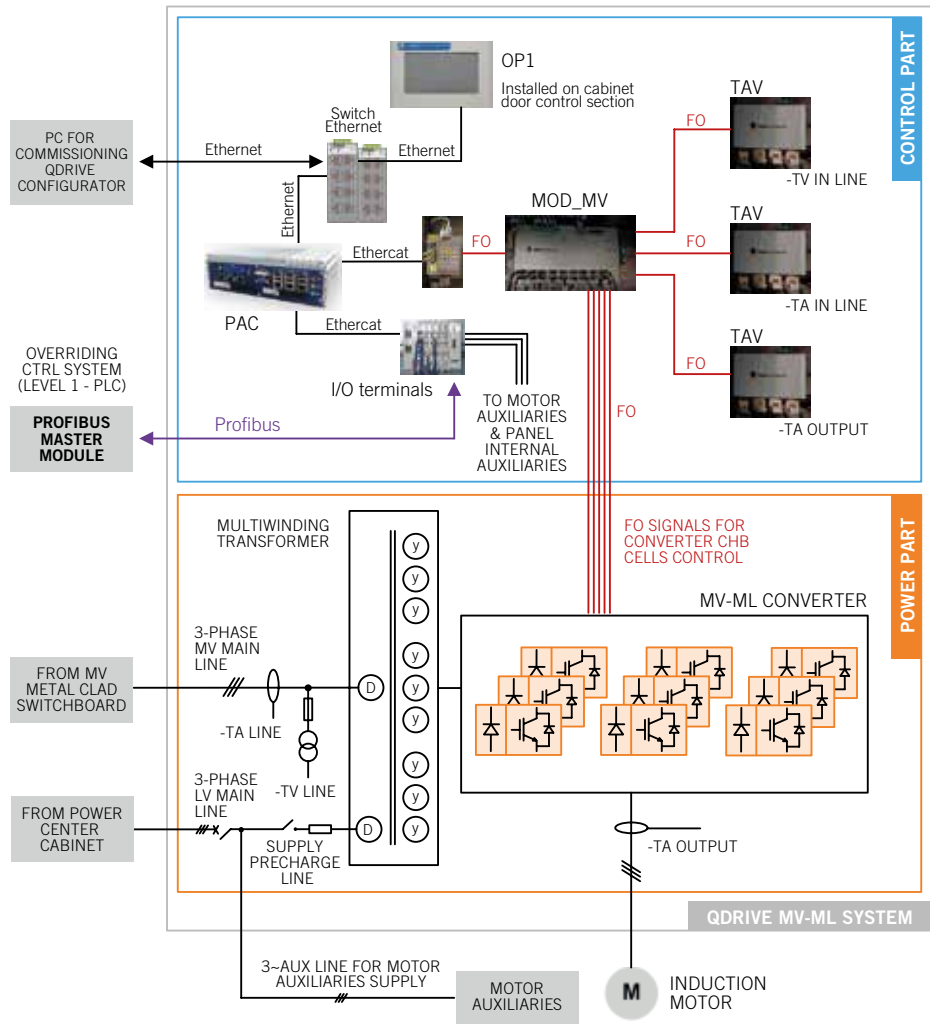 CONTROL PART
OP1
Installed on cabinet
door control section
Switch
Ethernet
Ethernet
Ethernet
Ethernet
PC FOR
COMMISSIONING
QDRIVE
CONFIGURATOR
TAV
FO
-TV IN LINE
MOD_MV
TAV
FO
-TA IN LINE
Ethercat
FO
PAC
Ethercat
I/O terminals
TAV
FO
-TA OUTPUT
OVERRIDING
CTRL SYSTEM
(LEVEL 1 - PLC)
PROFIBUS
MASTER
MODULE
Profibus
TO MOTOR
AUXILIARIES
& PANEL
INTERNAL
AUXILIARIES
FO
POWER PART
MULTIWINDING
TRANSFORMER
FO SIGNALS FOR
CONVERTER CHB
CELLS CONTROL
MV-ML CONVERTER
y
y
y
y
y
y
y
y
y
D
D
3-PHASE
MV MAIN
LINE
FROM MV
METAL CLAD
SWITCHBOARD
-TA LINE
-TV LINE
3-PHASE
LV MAIN
LINE
FROM POWER
CENTER
CABINET
SUPPLY
PRECHARGE
LINE
-TA OUTPUT
QDRIVE MV-ML SYSTEM
3~AUX LINE FOR MOTOR
AUXILIARIES SUPPLY
MOTOR
AUXILIARIES
M
INDUCTION
MOTOR